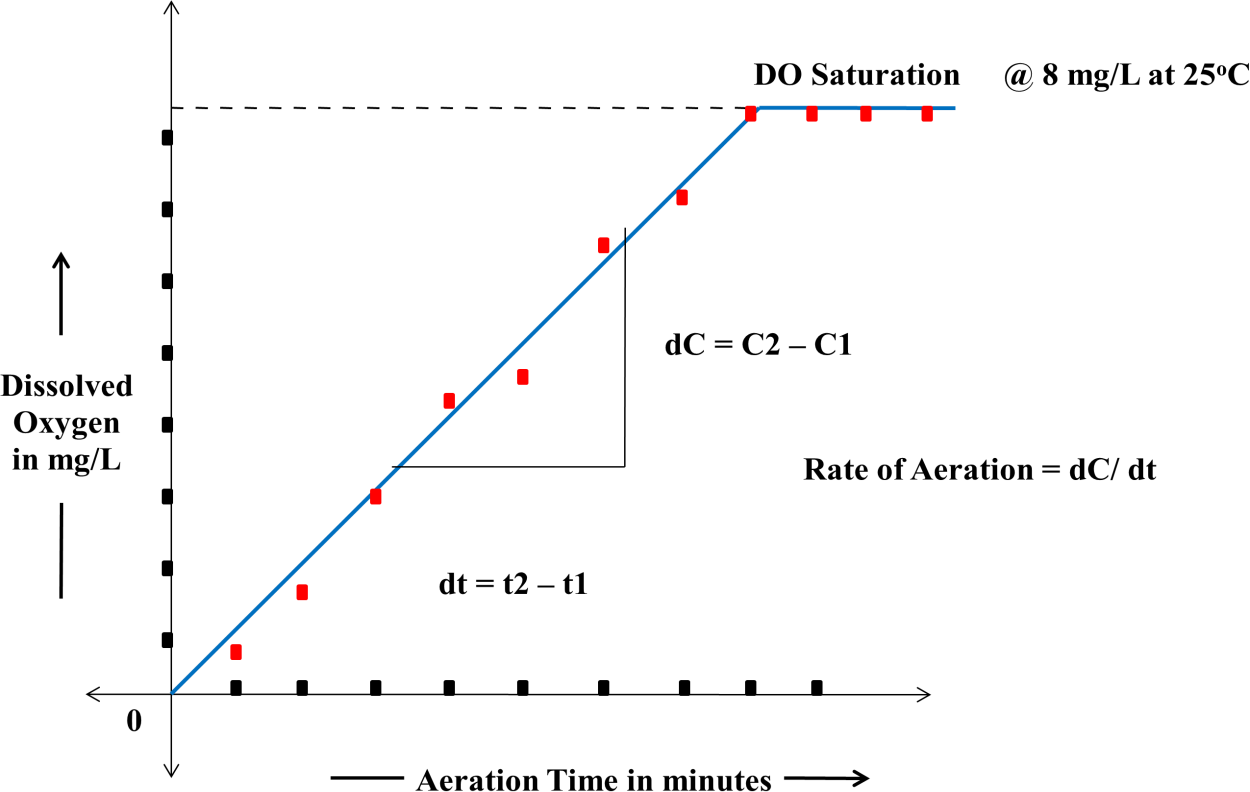 DO Saturation @ 8 mg/L at 25°C
Dissolved
Oxygen
in mg/L
dC = C2 – C1
Rate of Aeration = dC/ dt
dt = t2 – t1
0
Aeration Time in minutes